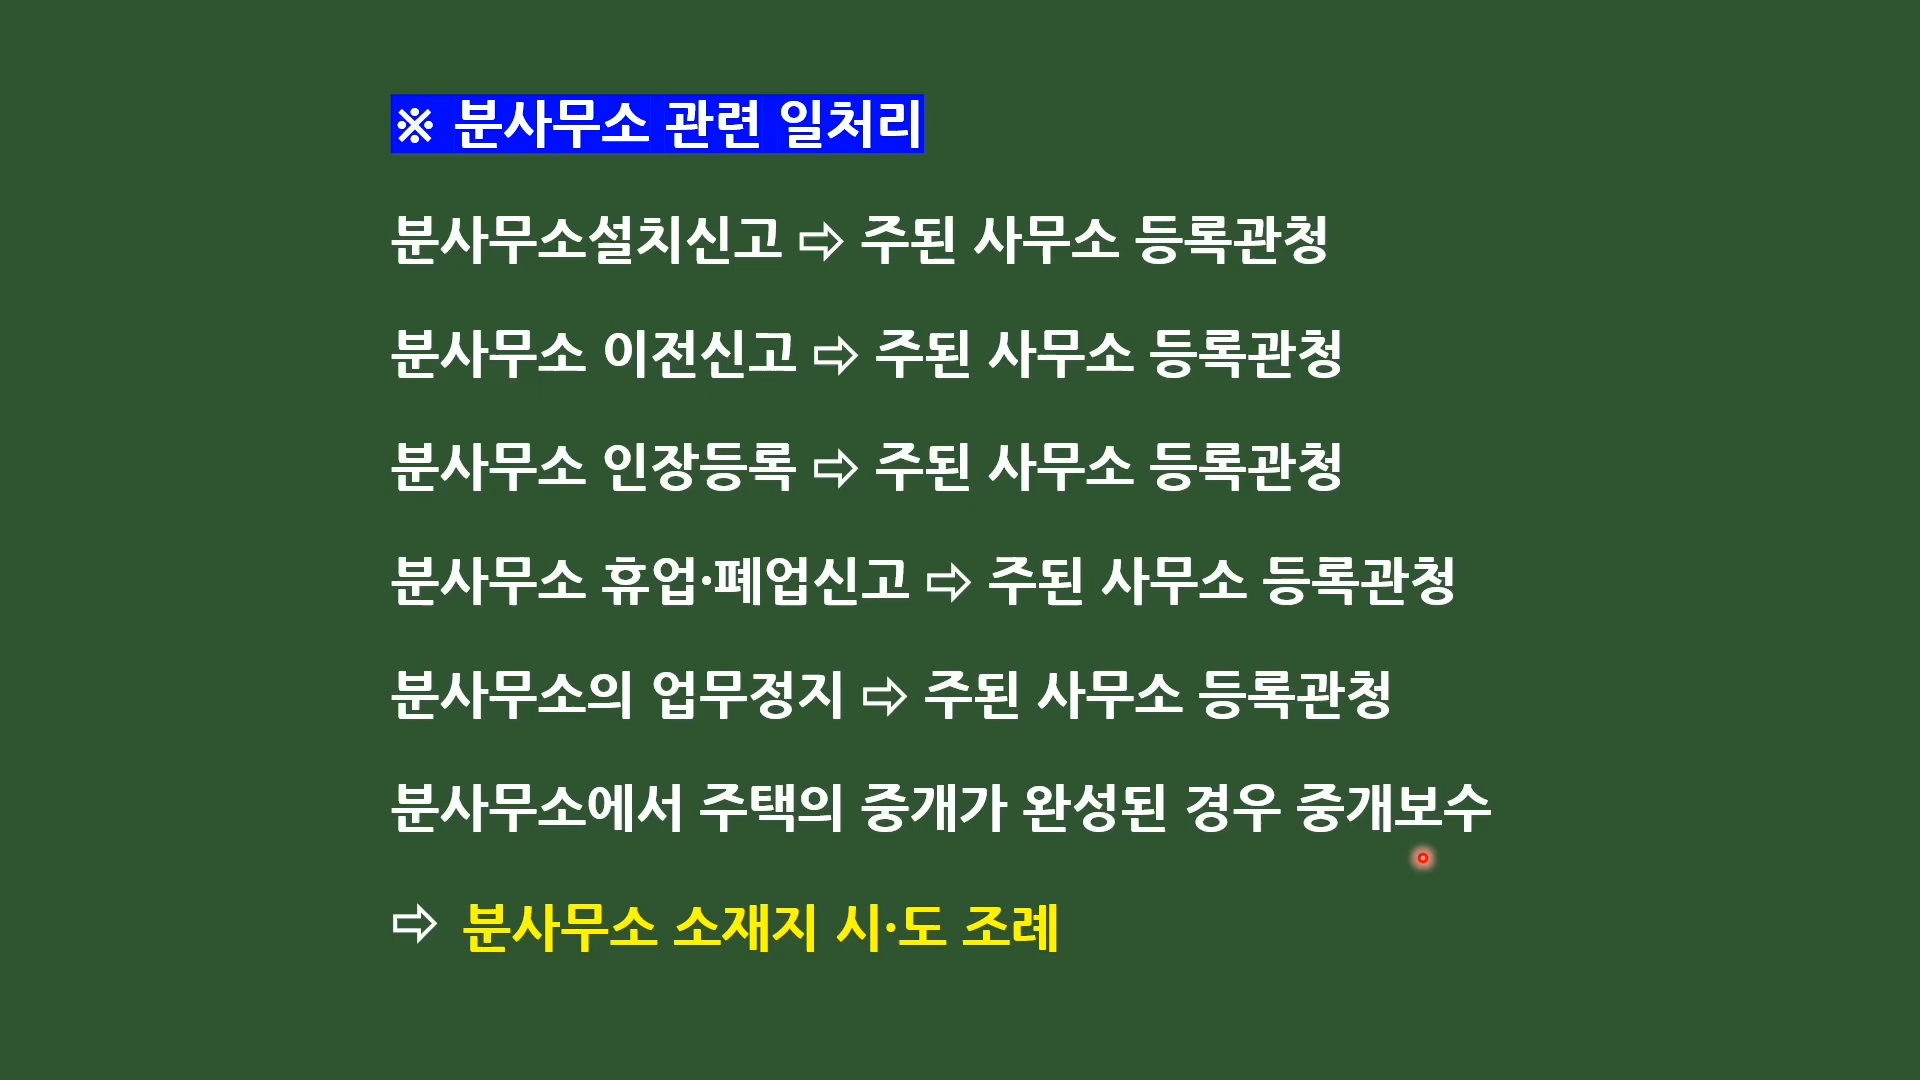 ※ 분사무소 관련 일처리
분사무소설치신고 ⇨ 주된 사무소 등록관청
분사무소 이전신고 ⇨ 주된 사무소 등록관청
분사무소 인장등록 ⇨ 주된 사무소 등록관청
분사무소 휴업·폐업신고 ⇨ 주된 사무소 등록관청
분사무소의 업무정지 ⇨ 주된 사무소 등록관청
분사무소에서 주택의 중개가 완성된 경우 중개보수
⇨ 분사무소 소재지 시·도 조례